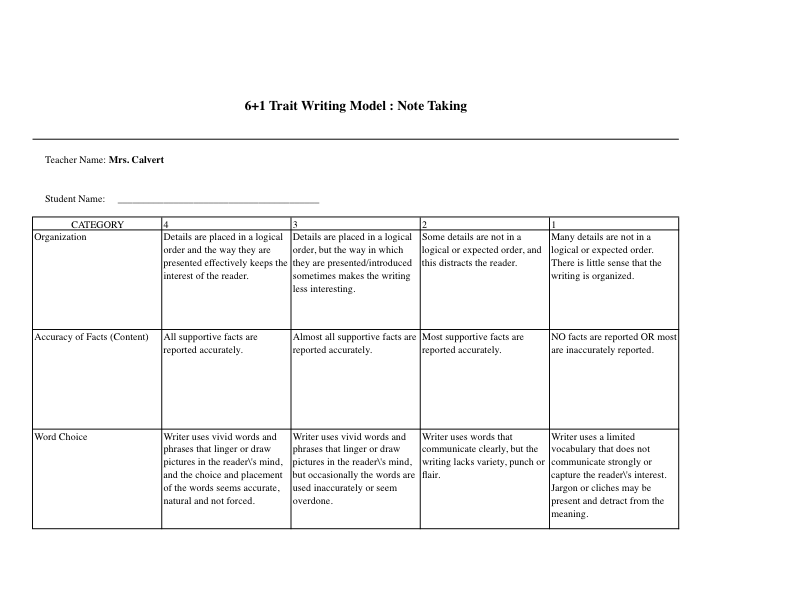 6+1 Trait Writing Model : Note Taking
Teacher Name: Mrs. Calvert
Student Name: ________________________________________
CATEGORY 4 3 2 1
Organization
Details are placed in a logical
order and the way they are
presented effectively keeps the
interest of the reader.
Details are placed in a logical
order, but the way in which
they are presented/introduced
sometimes makes the writing
less interesting.
Some details are not in a
logical or expected order, and
this distracts the reader.
Many details are not in a
logical or expected order.
There is little sense that the
writing is organized.
Accuracy of Facts (Content)
All supportive facts are
reported accurately.
Almost all supportive facts are
reported accurately.
Most supportive facts are
reported accurately.
NO facts are reported OR most
are inaccurately reported.
Word Choice
Writer uses vivid words and
phrases that linger or draw
pictures in the reader\'s mind,
and the choice and placement
of the words seems accurate,
natural and not forced.
Writer uses vivid words and
phrases that linger or draw
pictures in the reader\'s mind,
but occasionally the words are
used inaccurately or seem
overdone.
Writer uses words that
communicate clearly, but the
writing lacks variety, punch or
flair.
Writer uses a limited
vocabulary that does not
communicate strongly or
capture the reader\'s interest.
Jargon or cliches may be
present and detract from the
meaning.